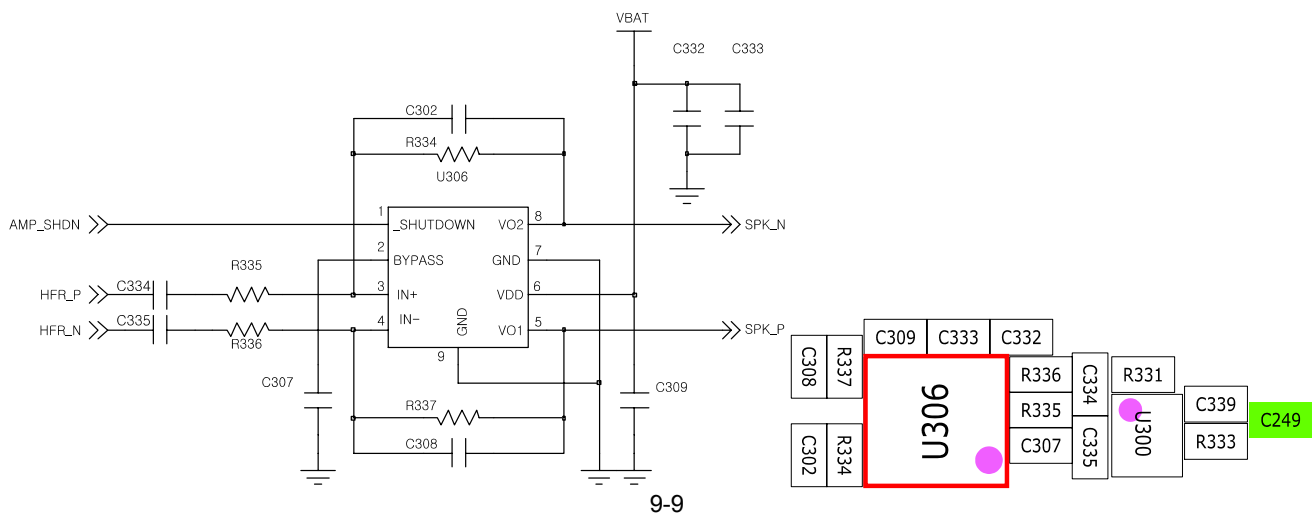 VBAT
C332 C333
C302
R334
U306
AMP_SHDN 1 _SHUTDOWN VO2 8 SPK_N
2 BYPASS GND 7
R335
HFR_P C334 3 IN+ VDD 6
HFR_N C335 4 IN- GND VO1 5 SPK_P
R336
9
C307 C309
R337
C308
C309 C333 C332
C308 R337 R336 C334 R331
U306 R335 U300 C339 C249
C302 R334 C307 C335 R333
9-9